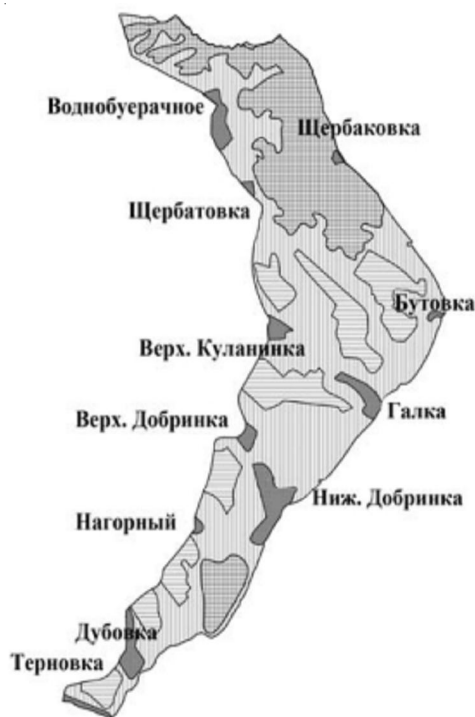 Воднобуерачное
Щербаковка
Щербатовка
Бутовка
Верх. Куланинка
Галка
Верх. Добринка
Ниж. Добринка
Нагорный
Дубовка
Терновка